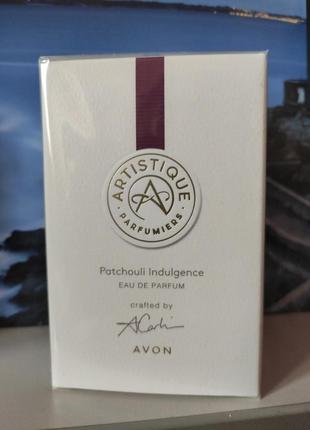 ARTISTIQUE
PARFUMIERS
Patchouli Indulgence
EAU DE PARFUM
crafted by
AVON